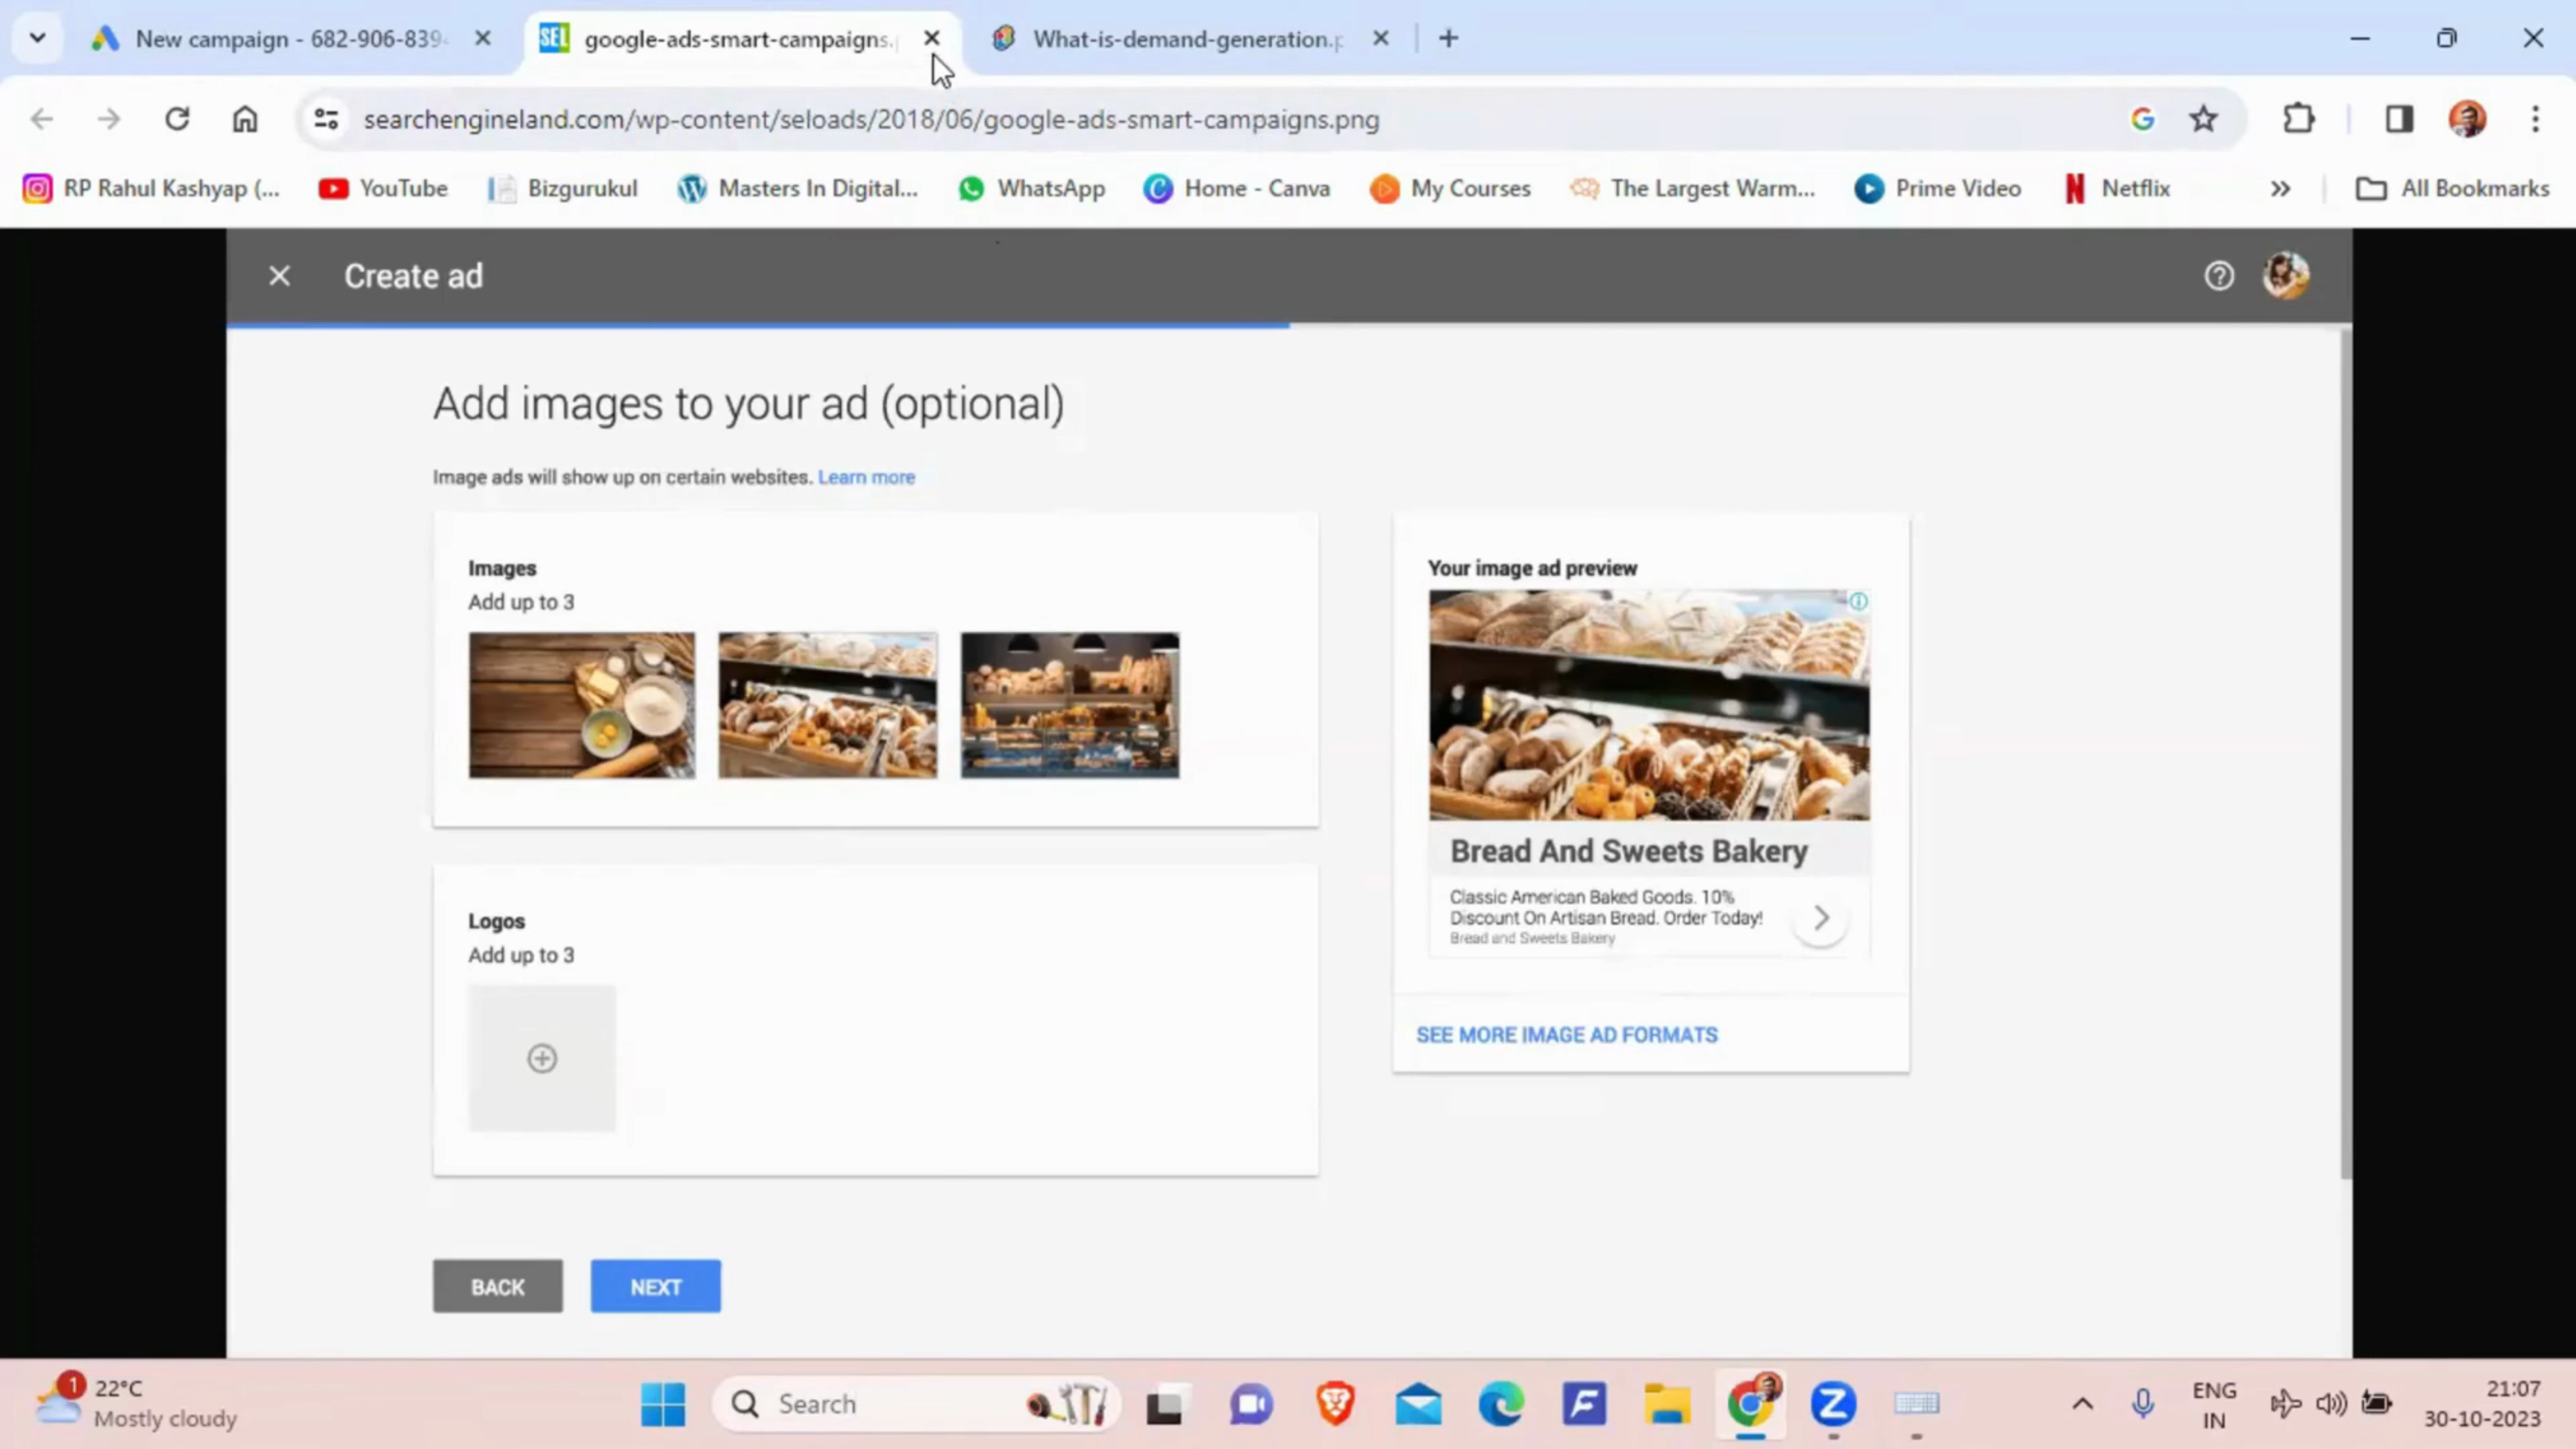 New campaign - 682-906-839
SEL google-ads-smart-campaigns.
What-is-demand-generation.p
searchengineland.com/wp-content/seloads/2018/06/google-ads-smart-campaigns.png
RP Rahul Kashyap (...
YouTube
Bizgurukul
Masters In Digital...
WhatsApp
Home - Canva
My Courses
The Largest Warm...
Prime Video
Netflix
All Bookmarks
Create ad
Add images to your ad (optional)
Image ads will show up on certain websites. Learn more
Images
Add up to 3
Your image ad preview
Bread And Sweets Bakery
Classic American Baked Goods. 10%
Discount On Artisan Bread. Order Today!
Bread and Sweets Bakery
SEE MORE IMAGE AD FORMATS
Logos
Add up to 3
BACK
NEXT
1
22°C
Mostly cloudy
Search
ENG
IN
21:07
30-10-2023